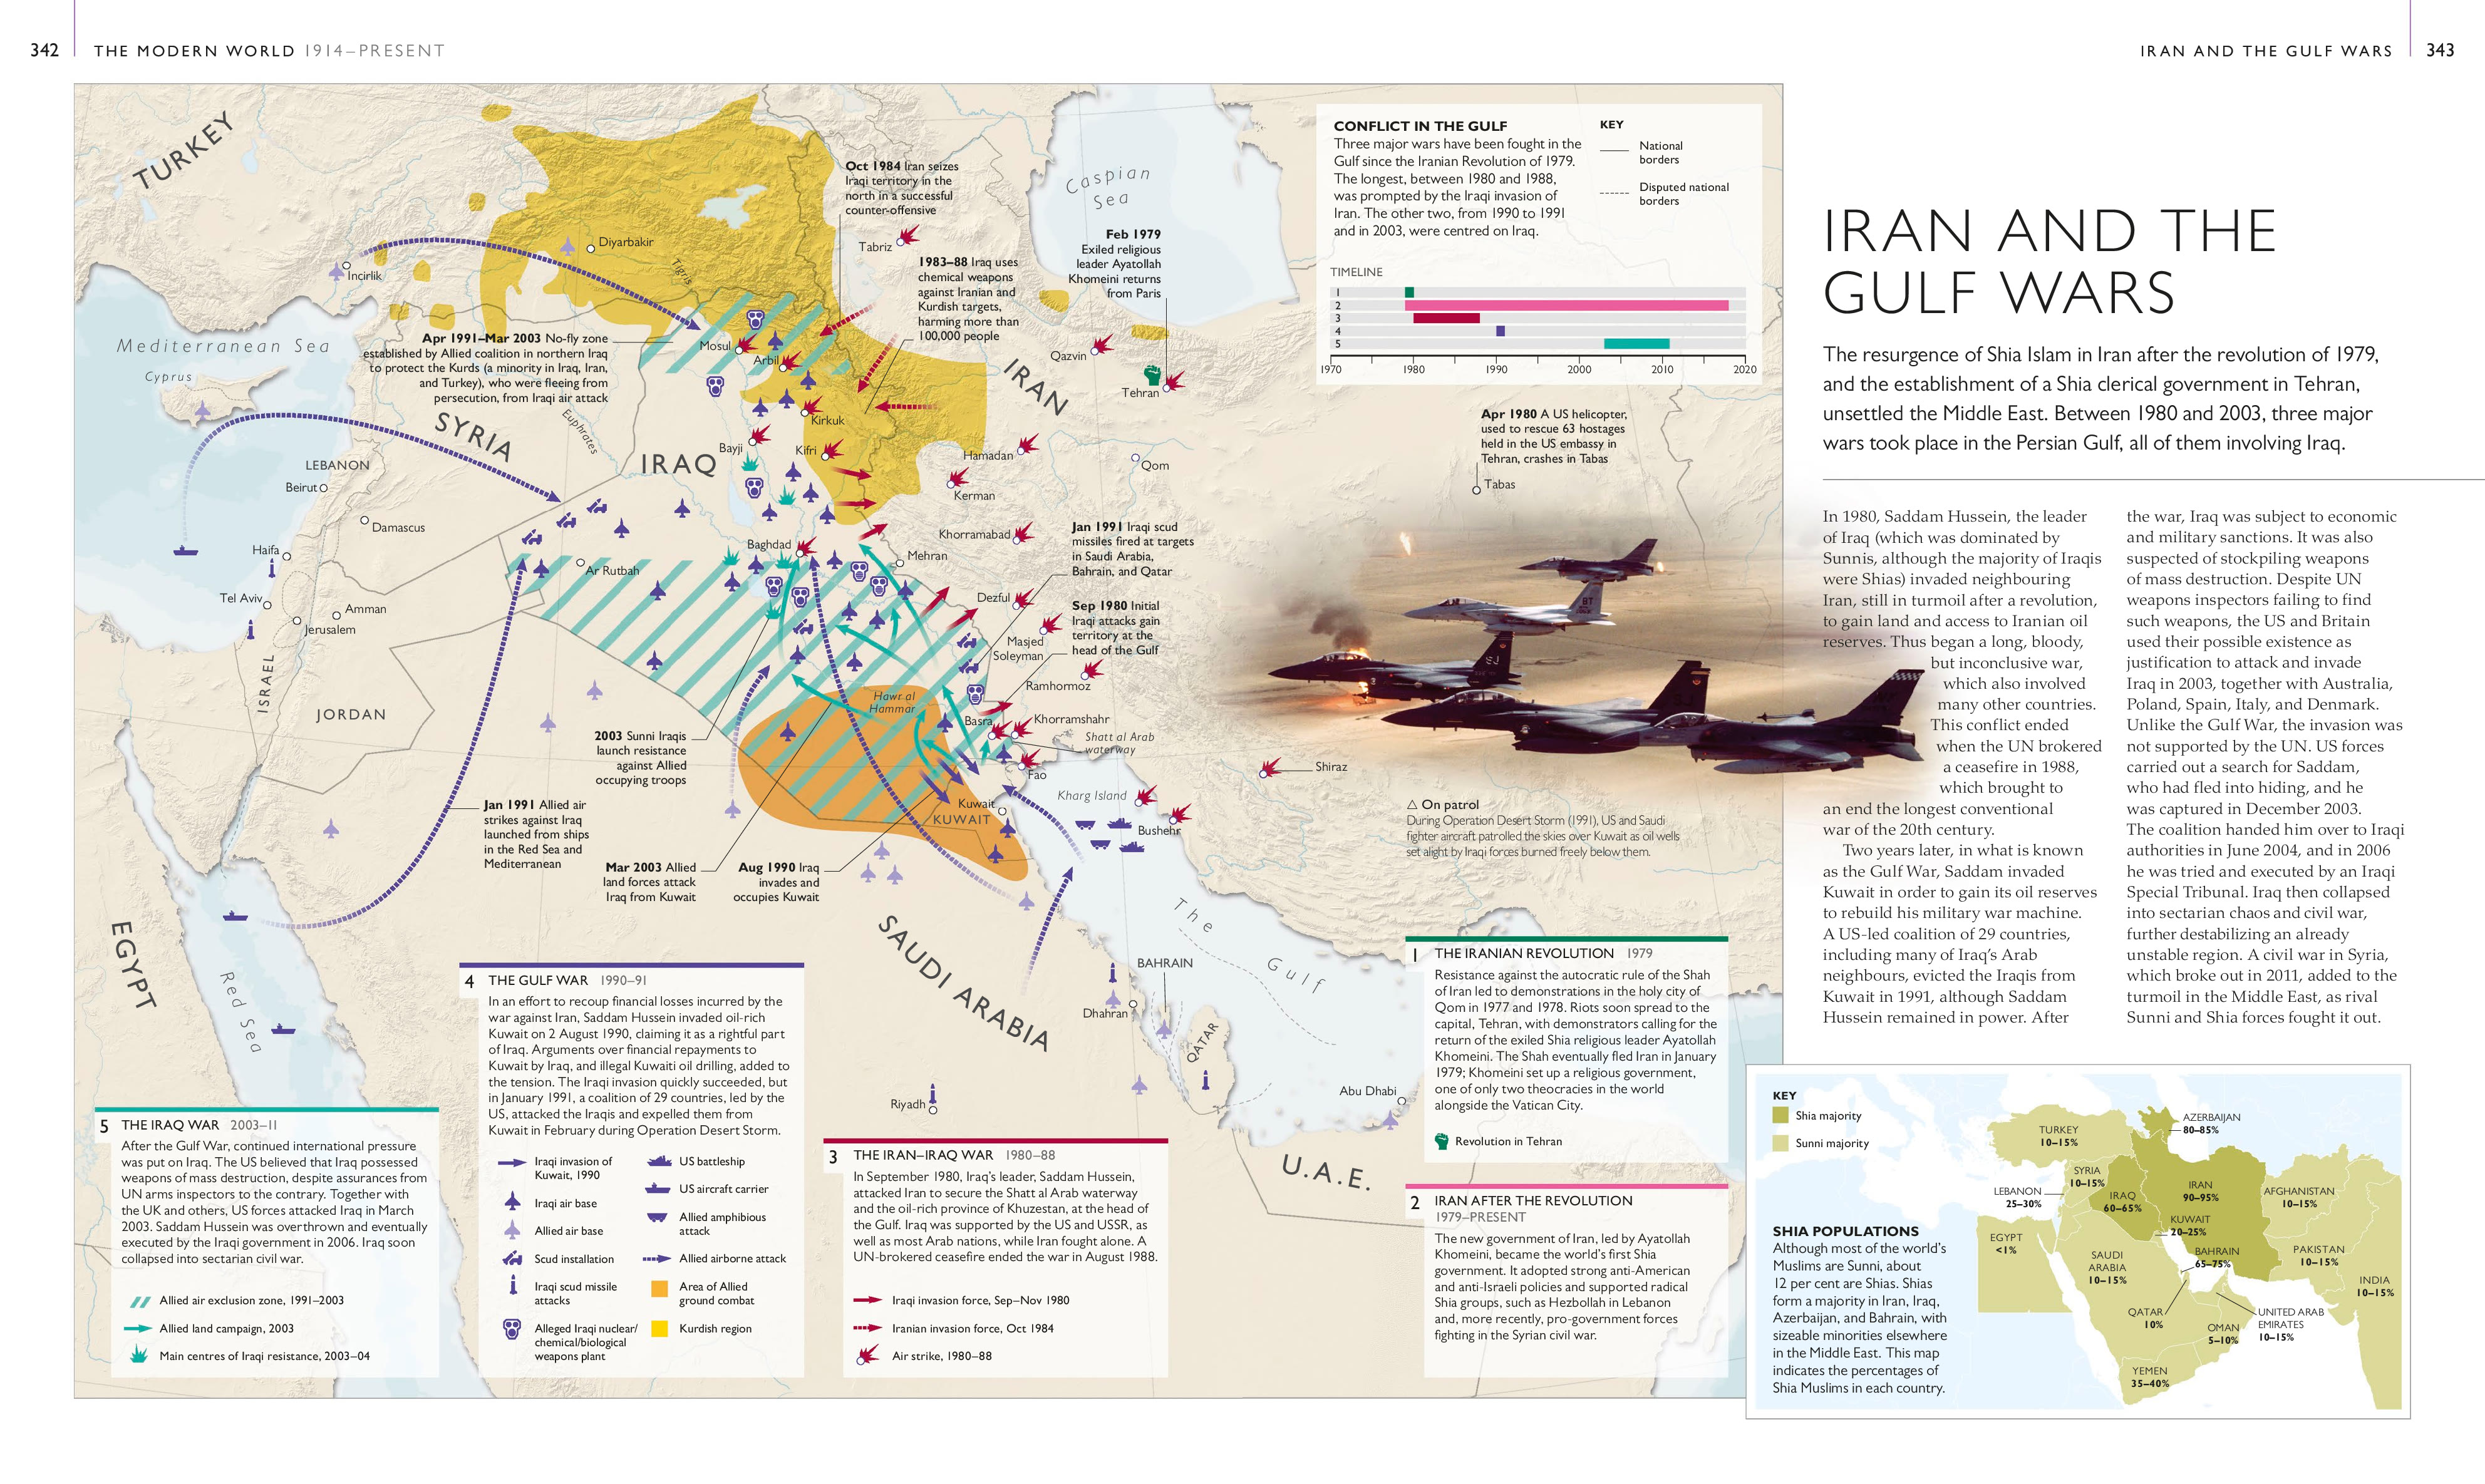 342
THE MODERN WORLD 1914–PRESENT
IRAN AND THE GULF WARS
343
TURKEY
Diyarbakir
Incirlik
Tigris
Mediterranean Sea
Cyprus
Apr 1991–Mar 2003 No-fly zone
established by Allied coalition in northern Iraq
to protect the Kurds (a minority in Iraq, Iran,
and Turkey), who were fleeing from
persecution, from Iraqi air attack
Oct 1984 Iran seizes
Iraqi territory in the
north in a successful
counter-offensive
Tabriz
1983–88 Iraq uses
chemical weapons
against Iranian and
Kurdish targets,
harming more than
100,000 people
Caspian
Sea
Feb 1979
Exiled religious
leader Ayatollah
Khomeini returns
from Paris
Mosul
Arbil
Qazvin
Tehran
IRAN
SYRIA
Euphrates
IRAQ
Kirkuk
Bayji
Kifri
Hamadan
Qom
Kerman
LEBANON
Beirut
Damascus
Khorramabad
Baghdad
Mehran
Haifa
Ar Rutbah
Tel Aviv
Amman
Jerusalem
Dezful
Masjed
Soleyman
Ramhormoz
Jan 1991 Iraqi scud
missiles fired at targets
in Saudi Arabia,
Bahrain, and Qatar
Sep 1980 Initial
Iraqi attacks gain
territory at the
head of the Gulf
ISRAEL
JORDAN
Hawr al
Hammar
Basra
Khorramshahr
Shatt al Arab
waterway
Fao
2003 Sunni Iraqis
launch resistance
against Allied
occupying troops
Shiraz
Kharg Island
Bushehr
Kuwait
KUWAIT
Jan 1991 Allied air
strikes against Iraq
launched from ships
in the Red Sea and
Mediterranean
Mar 2003 Allied
land forces attack
Iraq from Kuwait
Aug 1990 Iraq
invades and
occupies Kuwait
EGYPT
Red Sea
SAUDI ARABIA
The Gulf
BAHRAIN
Dhahran
QATAR
Riyadh
Abu Dhabi
U.A.E.
CONFLICT IN THE GULF
Three major wars have been fought in the
Gulf since the Iranian Revolution of 1979.
The longest, between 1980 and 1988,
was prompted by the Iraqi invasion of
Iran. The other two, from 1990 to 1991
and in 2003, were centred on Iraq.
KEY
National
borders
Disputed national
borders
TIMELINE
1
2
3
4
5
1970 1980 1990 2000 2010 2020
Apr 1980 A US helicopter,
used to rescue 63 hostages
held in the US embassy in
Tehran, crashes in Tabas
Tabas
△ On patrol
During Operation Desert Storm (1991), US and Saudi
fighter aircraft patrolled the skies over Kuwait as oil wells
set alight by Iraqi forces burned freely below them.
5 THE IRAQ WAR 2003–11
After the Gulf War, continued international pressure
was put on Iraq. The US believed that Iraq possessed
weapons of mass destruction, despite assurances from
UN arms inspectors to the contrary. Together with
the UK and others, US forces attacked Iraq in March
2003. Saddam Hussein was overthrown and eventually
executed by the Iraqi government in 2006. Iraq soon
collapsed into sectarian civil war.
Allied air exclusion zone, 1991–2003
Allied land campaign, 2003
Main centres of Iraqi resistance, 2003–04
4 THE GULF WAR 1990–91
In an effort to recoup financial losses incurred by the
war against Iran, Saddam Hussein invaded oil-rich
Kuwait on 2 August 1990, claiming it as a rightful part
of Iraq. Arguments over financial repayments to
Kuwait by Iraq, and illegal Kuwaiti oil drilling, added to
the tension. The Iraqi invasion quickly succeeded, but
in January 1991, a coalition of 29 countries, led by the
US, attacked the Iraqis and expelled them from
Kuwait in February during Operation Desert Storm.
Iraqi invasion of
Kuwait, 1990
Iraqi air base
Allied air base
Scud installation
Iraqi scud missile
attacks
Alleged Iraqi nuclear/
chemical/biological
weapons plant
US battleship
US aircraft carrier
Allied amphibious
attack
Allied airborne attack
Area of Allied
ground combat
Kurdish region
3 THE IRAN–IRAQ WAR 1980–88
In September 1980, Iraq's leader, Saddam Hussein,
attacked Iran to secure the Shatt al Arab waterway
and the oil-rich province of Khuzestan, at the head of
the Gulf. Iraq was supported by the US and USSR, as
well as most Arab nations, while Iran fought alone. A
UN-brokered ceasefire ended the war in August 1988.
Iraqi invasion force, Sep–Nov 1980
Iranian invasion force, Oct 1984
Air strike, 1980–88
1 THE IRANIAN REVOLUTION 1979
Resistance against the autocratic rule of the Shah
of Iran led to demonstrations in the holy city of
Qom in 1977 and 1978. Riots soon spread to the
capital, Tehran, with demonstrators calling for the
return of the exiled Shia religious leader Ayatollah
Khomeini. The Shah eventually fled Iran in January
1979; Khomeini set up a religious government,
one of only two theocracies in the world
alongside the Vatican City.
Revolution in Tehran
2 IRAN AFTER THE REVOLUTION
1979–PRESENT
The new government of Iran, led by Ayatollah
Khomeini, became the world's first Shia
government. It adopted strong anti-American
and anti-Israeli policies and supported radical
Shia groups, such as Hezbollah in Lebanon
and, more recently, pro-government forces
fighting in the Syrian civil war.
IRAN AND THE
GULF WARS
The resurgence of Shia Islam in Iran after the revolution of 1979,
and the establishment of a Shia clerical government in Tehran,
unsettled the Middle East. Between 1980 and 2003, three major
wars took place in the Persian Gulf, all of them involving Iraq.
In 1980, Saddam Hussein, the leader
of Iraq (which was dominated by
Sunnis, although the majority of Iraqis
were Shias) invaded neighbouring
Iran, still in turmoil after a revolution,
to gain land and access to Iranian oil
reserves. Thus began a long, bloody,
but inconclusive war,
which also involved
many other countries.
This conflict ended
when the UN brokered
a ceasefire in 1988,
which brought to
an end the longest conventional
war of the 20th century.
Two years later, in what is known
as the Gulf War, Saddam invaded
Kuwait in order to gain its oil reserves
to rebuild his military war machine.
A US-led coalition of 29 countries,
including many of Iraq's Arab
neighbours, evicted the Iraqis from
Kuwait in 1991, although Saddam
Hussein remained in power. After
the war, Iraq was subject to economic
and military sanctions. It was also
suspected of stockpiling weapons
of mass destruction. Despite UN
weapons inspectors failing to find
such weapons, the US and Britain
used their possible existence as
justification to attack and invade
Iraq in 2003, together with Australia,
Poland, Spain, Italy, and Denmark.
Unlike the Gulf War, the invasion was
not supported by the UN. US forces
carried out a search for Saddam,
who had fled into hiding, and he
was captured in December 2003.
The coalition handed him over to Iraqi
authorities in June 2004, and in 2006
he was tried and executed by an Iraqi
Special Tribunal. Iraq then collapsed
into sectarian chaos and civil war,
further destabilizing an already
unstable region. A civil war in Syria,
which broke out in 2011, added to the
turmoil in the Middle East, as rival
Sunni and Shia forces fought it out.
KEY
Shia majority
Sunni majority
SHIA POPULATIONS
Although most of the world's
Muslims are Sunni, about
12 per cent are Shias. Shias
form a majority in Iran, Iraq,
Azerbaijan, and Bahrain, with
sizeable minorities elsewhere
in the Middle East. This map
indicates the percentages of
Shia Muslims in each country.
AZERBAIJAN
80–85%
TURKEY
10–15%
SYRIA
10–15%
LEBANON
25–30%
IRAQ
60–65%
IRAN
90–95%
AFGHANISTAN
10–15%
KUWAIT
20–25%
EGYPT
<1%
SAUDI
ARABIA
10–15%
BAHRAIN
65–75%
PAKISTAN
10–15%
INDIA
10–15%
QATAR
10%
OMAN
5–10%
UNITED ARAB
EMIRATES
10–15%
YEMEN
35–40%